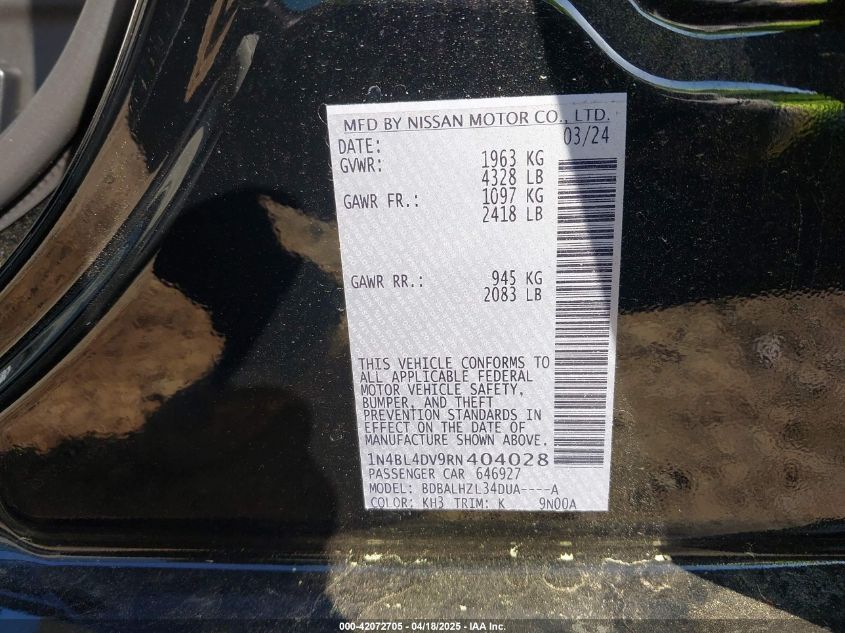 MFD BY NISSAN MOTOR CO., LTD.
DATE: 03/24
GVWR: 1963 KG
4328 LB
GAWR FR.: 1097 KG
2418 LB
GAWR RR.: 945 KG
2083 LB
THIS VEHICLE CONFORMS TO
ALL APPLICABLE FEDERAL
MOTOR VEHICLE SAFETY,
BUMPER, AND THEFT
PREVENTION STANDARDS IN
EFFECT ON THE DATE OF
MANUFACTURE SHOWN ABOVE.
1N4BL4DV9RN404028
PASSENGER CAR 646927
MODEL: BDBALHZL34DUA----A
COLOR: KH3 TRIM: K 9N00A
000-42072705 - 04/18/2025 - IAA Inc.